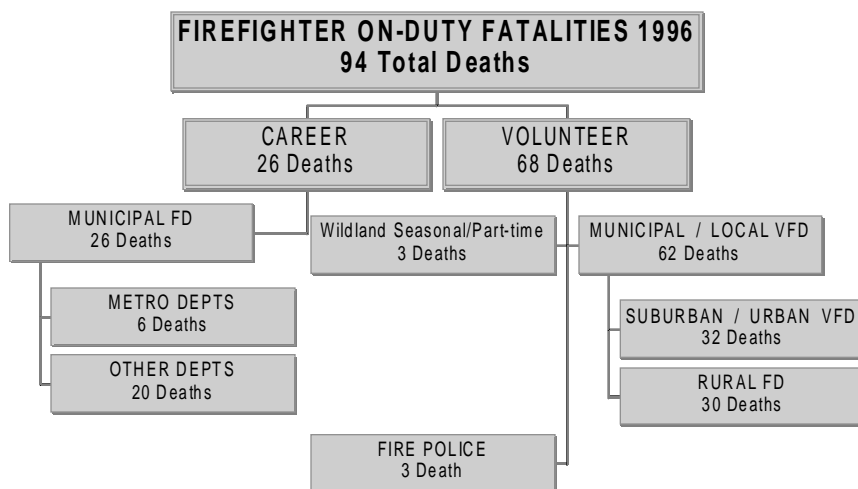 FIREFIGHTER ON-DUTY FATALITIES 1996
94 Total Deaths
CAREER
26 Deaths
VOLUNTEER
68 Deaths
MUNICIPAL FD
26 Deaths
Wildland Seasonal/Part-time
3 Deaths
MUNICIPAL / LOCAL VFD
62 Deaths
METRO DEPTS
6 Deaths
SUBURBAN / URBAN VFD
32 Deaths
OTHER DEPTS
20 Deaths
RURAL FD
30 Deaths
FIRE POLICE
3 Death